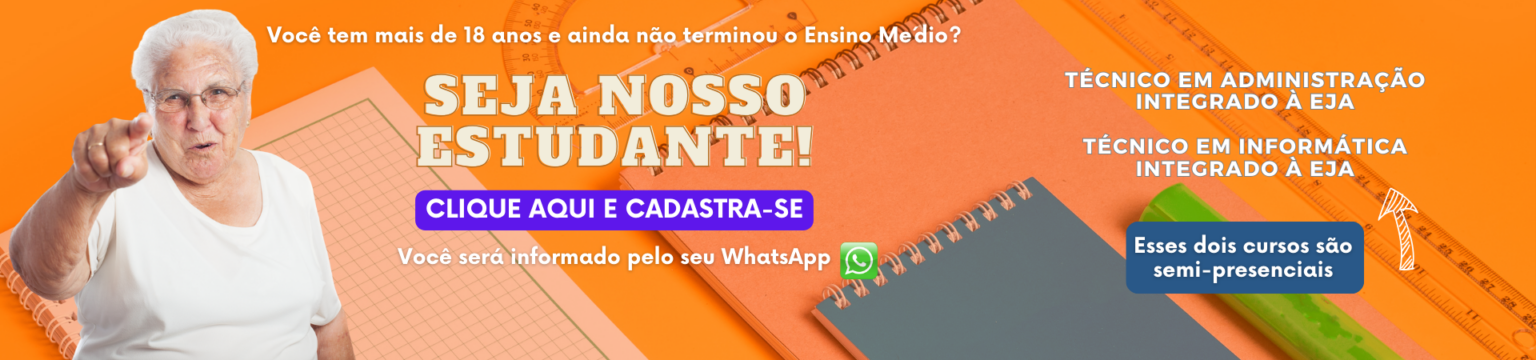 Você tem mais de 18 anos e ainda não terminou o Ensino Médio?
SEJA NOSSO
ESTUDANTE!
CLIQUE AQUI E CADASTRA-SE
Você será informado pelo seu WhatsApp
TÉCNICO EM ADMINISTRAÇÃO
INTEGRADO À EJA
TÉCNICO EM INFORMÁTICA
INTEGRADO À EJA
Esses dois cursos são
semi-presenciais